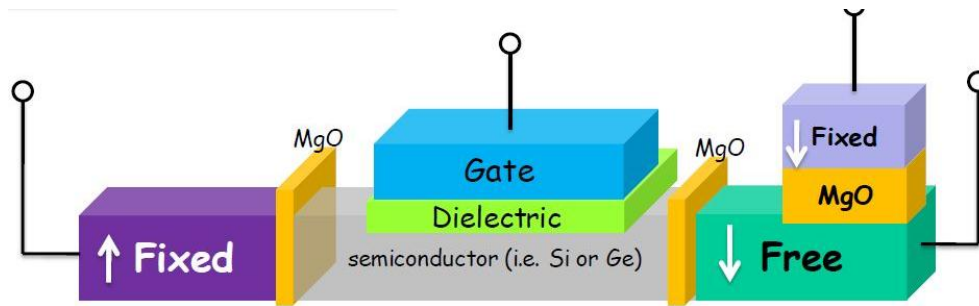 MgO
Gate
Dielectric
MgO
Fixed
MgO
Fixed
semiconductor (i.e. Si or Ge)
Free